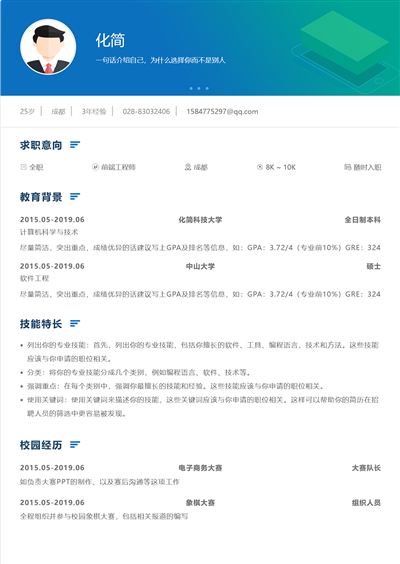 化简
一句话介绍自己，为什么选择你而不是别人
25岁 成都 3年经验 028-83032406 1584775297@qq.com
求职意向
全职 前端工程师 成都 8K ~ 10K 随时入职
教育背景
2015.05-2019.06 化简科技大学 全日制本科
计算机科学与技术
尽量简洁，突出重点，成绩优异的话建议写上GPA及排名等信息，如：GPA：3.72/4（专业前10%）GRE：324
2015.05-2019.06 中山大学 硕士
软件工程
尽量简洁，突出重点，成绩优异的话建议写上GPA及排名等信息，如：GPA：3.72/4（专业前10%）GRE：324
技能特长
列出你的专业技能：首先，列出你的专业技能，包括你擅长的软件、工具、编程语言、技术和方法。这些技能
应该与你申请的职位相关。
分类：将你的专业技能分成几个类别，例如编程语言、软件、技术等。
强调重点：在每个类别中，强调你最擅长的技能和经验。这些技能应该与你申请的职位相关。
使用关键词：使用关键词来描述你的技能，这些关键词应该与你申请的职位相关。这样可以帮助你的简历在招
聘人员的筛选中更容易被发现。
校园经历
2015.05-2019.06 电子商务大赛 大赛队长
如负责大赛PPT的制作、以及赛后沟通等这项工作
2015.05-2019.06 象棋大赛 组织人员
全程组织并参与校园象棋大赛，包括相关报道的编写